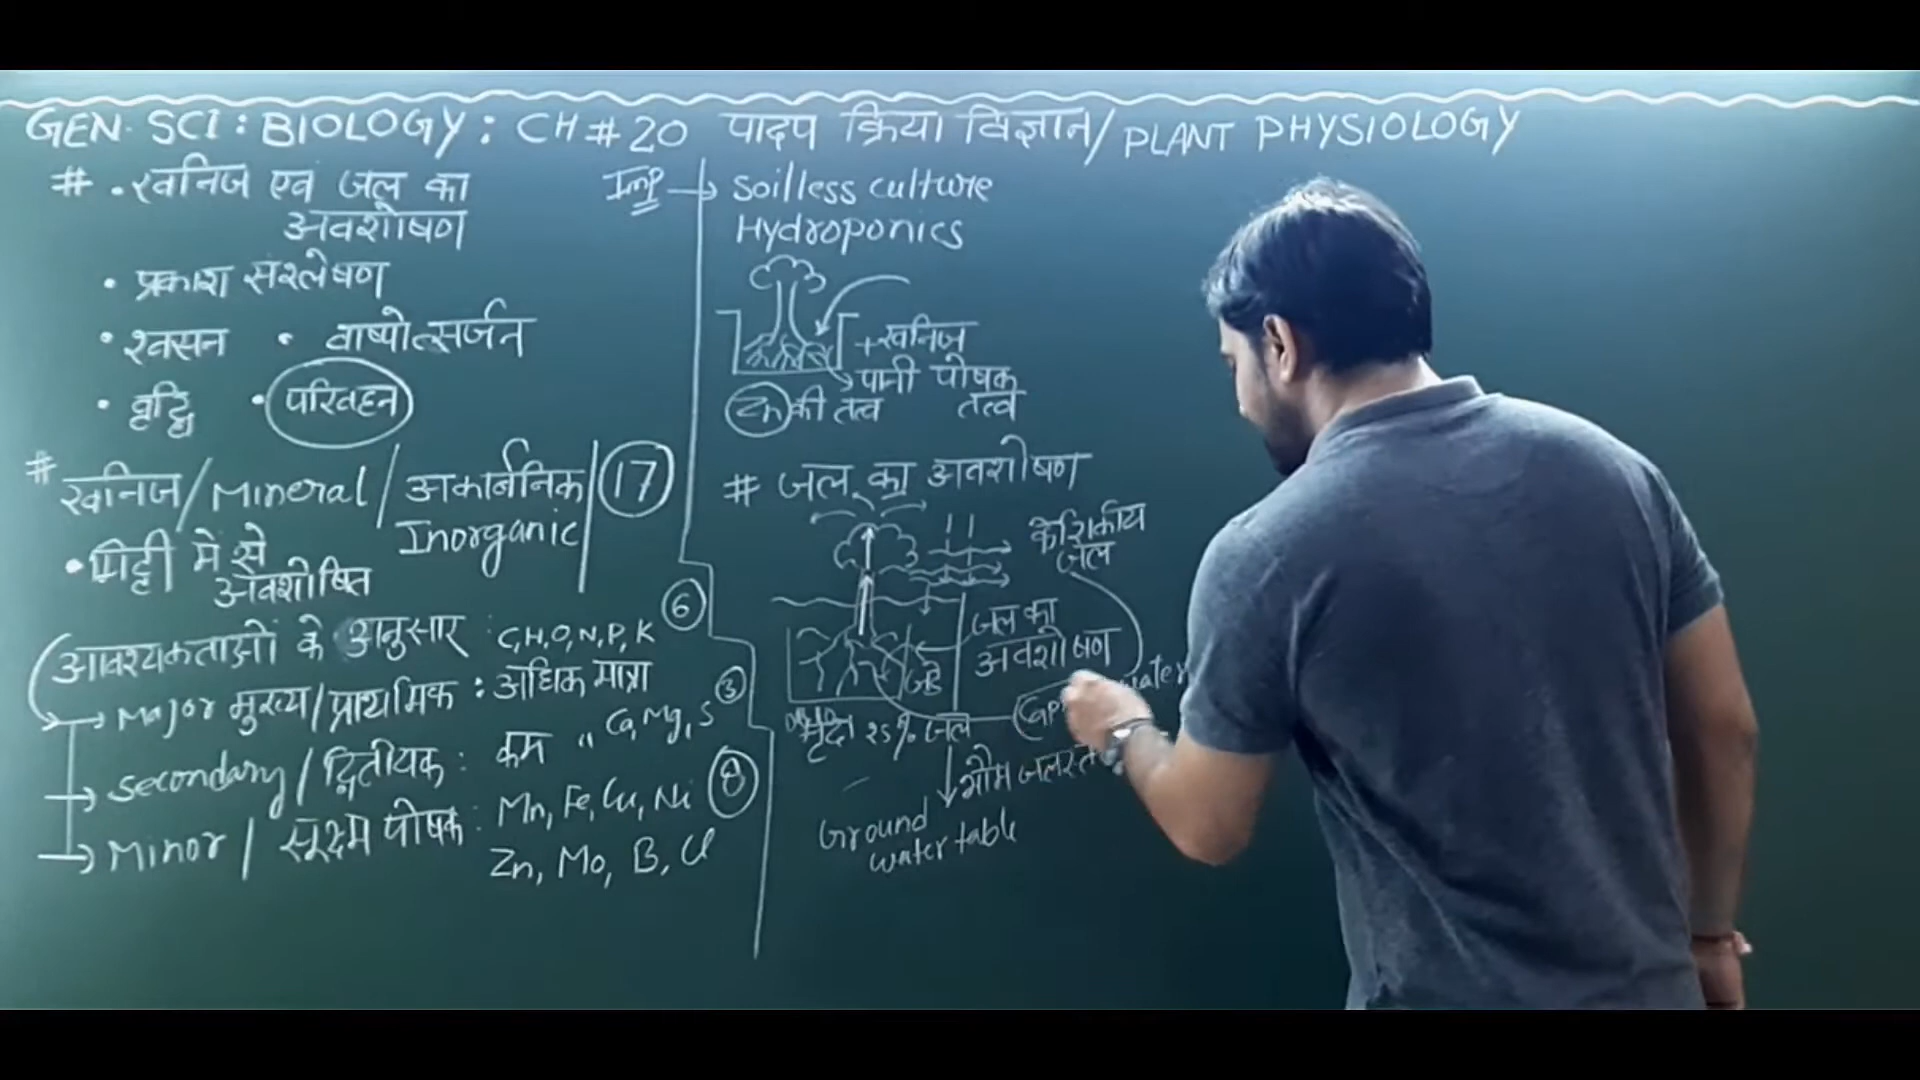 GEN. SCI : BIOLOGY : CH # 20 पादप क्रिया विज्ञान / PLANT PHYSIOLOGY
# • खनिज एवं जल का
अवशोषण
• प्रकाश संश्लेषण
• श्वसन • वाष्पोत्सर्जन
• वृद्धि • परिवहन
# खनिज / Mineral / अकार्बनिक 17
Inorganic
• मिट्टी में से
अवशोषित
आवश्यकताओं के अनुसार : C, H, O, N, P, K 6
→ Major मुख्य / प्राथमिक : अधिक मात्रा
Ca, Mg, S 3
→ Secondary / द्वितीयक : कम "
→ Minor / सूक्ष्म पोषक : Mn, Fe, Cu, Ni 8
Zn, Mo, B, Cl
Imp → Soilless culture
Hydroponics
+ खनिज
पानी पोषक
तत्व
Zn की तत्व
# जल का अवशोषण
केशिकीय
जल
जल का
अवशोषण
जड़े
water
मृदा 25% जल
भौम
Ground
water table